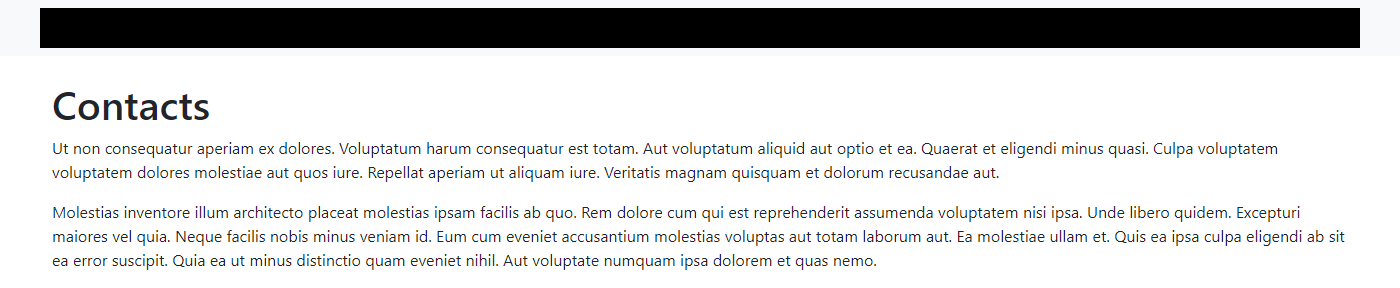 Contacts
Ut non consequatur aperiam ex dolores. Voluptatum harum consequatur est totam. Aut voluptatum aliquid aut optio et ea. Quaerat et eligendi minus quasi. Culpa voluptatem
voluptatem dolores molestiae aut quos iure. Repellat aperiam ut aliquam iure. Veritatis magnam quisquam et dolorum recusandae aut.
Molestias inventore illum architecto placeat molestias ipsam facilis ab quo. Rem dolore cum qui est reprehenderit assumenda voluptatem nisi ipsa. Unde libero quidem. Excepturi
maiores vel quia. Neque facilis nobis minus veniam id. Eum cum eveniet accusantium molestias voluptas aut totam laborum aut. Ea molestiae ullam et. Quis ea ipsa culpa eligendi ab sit
ea error suscipit. Quia ea ut minus distinctio quam eveniet nihil. Aut voluptate numquam ipsa dolorem et quas nemo.